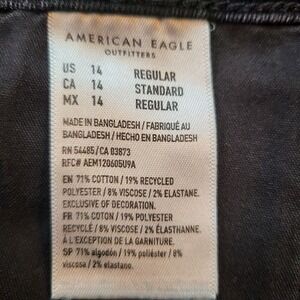 AMERICAN EAGLE
OUTFITTERS
US 14 REGULAR
CA 14 STANDARD
MX 14 REGULAR
MADE IN BANGLADESH / FABRIQUÉ AU
BANGLADESH / HECHO EN BANGLADESH
RN 54485/CA 03873
RFC# AEM120605U9A
EN 71% COTTON / 19% RECYCLED
POLYESTER / 8% VISCOSE / 2% ELASTANE.
EXCLUSIVE OF DECORATION.
FR 71% COTON / 19% POLYESTER
RECYCLÉ / 8% VISCOSE / 2% ÉLASTHANNE.
À L'EXCEPTION DE LA GARNITURE.
SP 71% algodón / 19% poliéster / 8%
viscosa / 2% elastano.